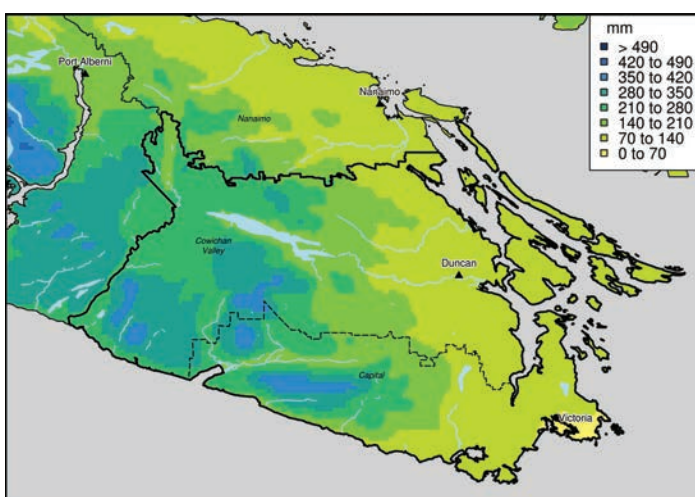 mm
> 490
420 to 490
350 to 420
280 to 350
210 to 280
140 to 210
70 to 140
0 to 70
Port Alberni
Nanaimo
Nanaimo
Cowichan
Valley
Duncan
Capital
Victoria